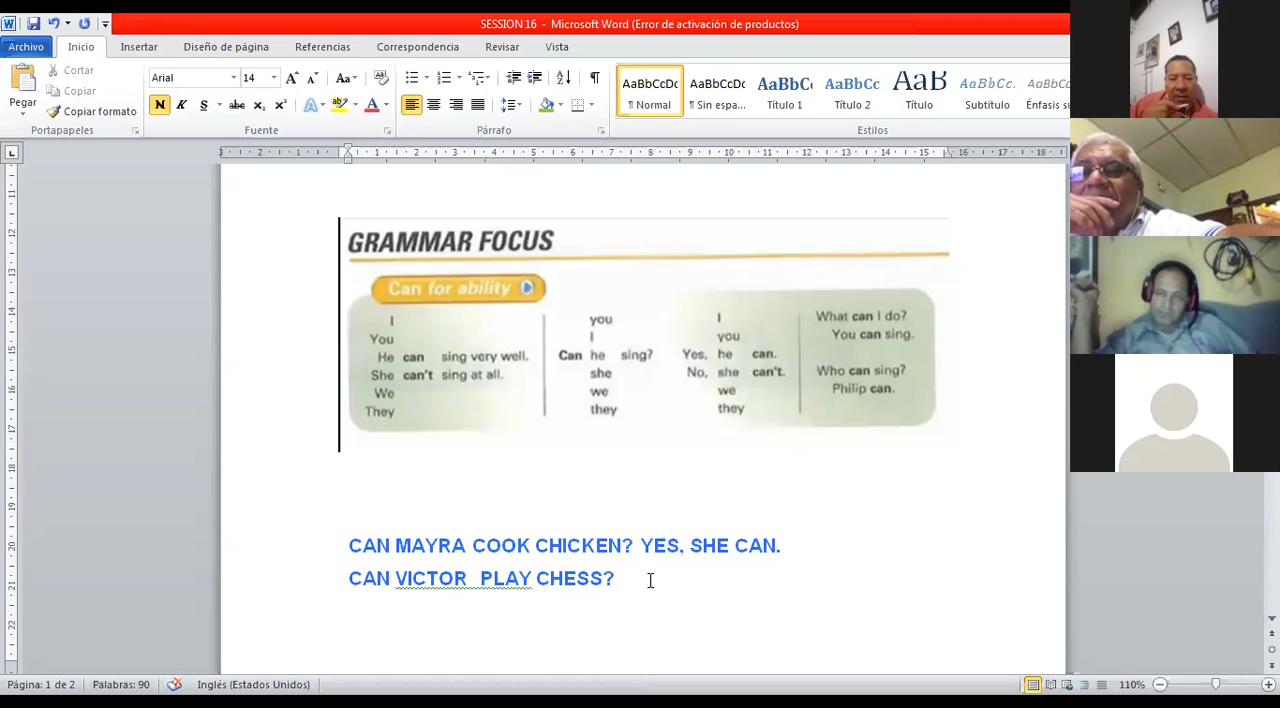 SESSION 16 - Microsoft Word (Error de activación de productos)
Archivo Inicio Insertar Diseño de página Referencias Correspondencia Revisar Vista
Pegar
Cortar
Copiar
Copiar formato
Portapapeles
Arial 14
Fuente
Párrafo
AaBbCcDc AaBbCcDc AaBbC AaBbCc AaB AaBbCc AaBbCcDc
¶ Normal ¶ Sin espa... Título 1 Título 2 Título Subtítulo Énfasis su
Estilos
GRAMMAR FOCUS
Can for ability
I
You
He can sing very well.
She can't sing at all.
We
They
you
I
Can he sing?
she
we
they
I
you
Yes, he can.
No, she can't.
we
they
What can I do?
You can sing.
Who can sing?
Philip can.
CAN MAYRA COOK CHICKEN? YES, SHE CAN.
CAN VICTOR PLAY CHESS?
Página: 1 de 2 Palabras: 90 Inglés (Estados Unidos) 110%